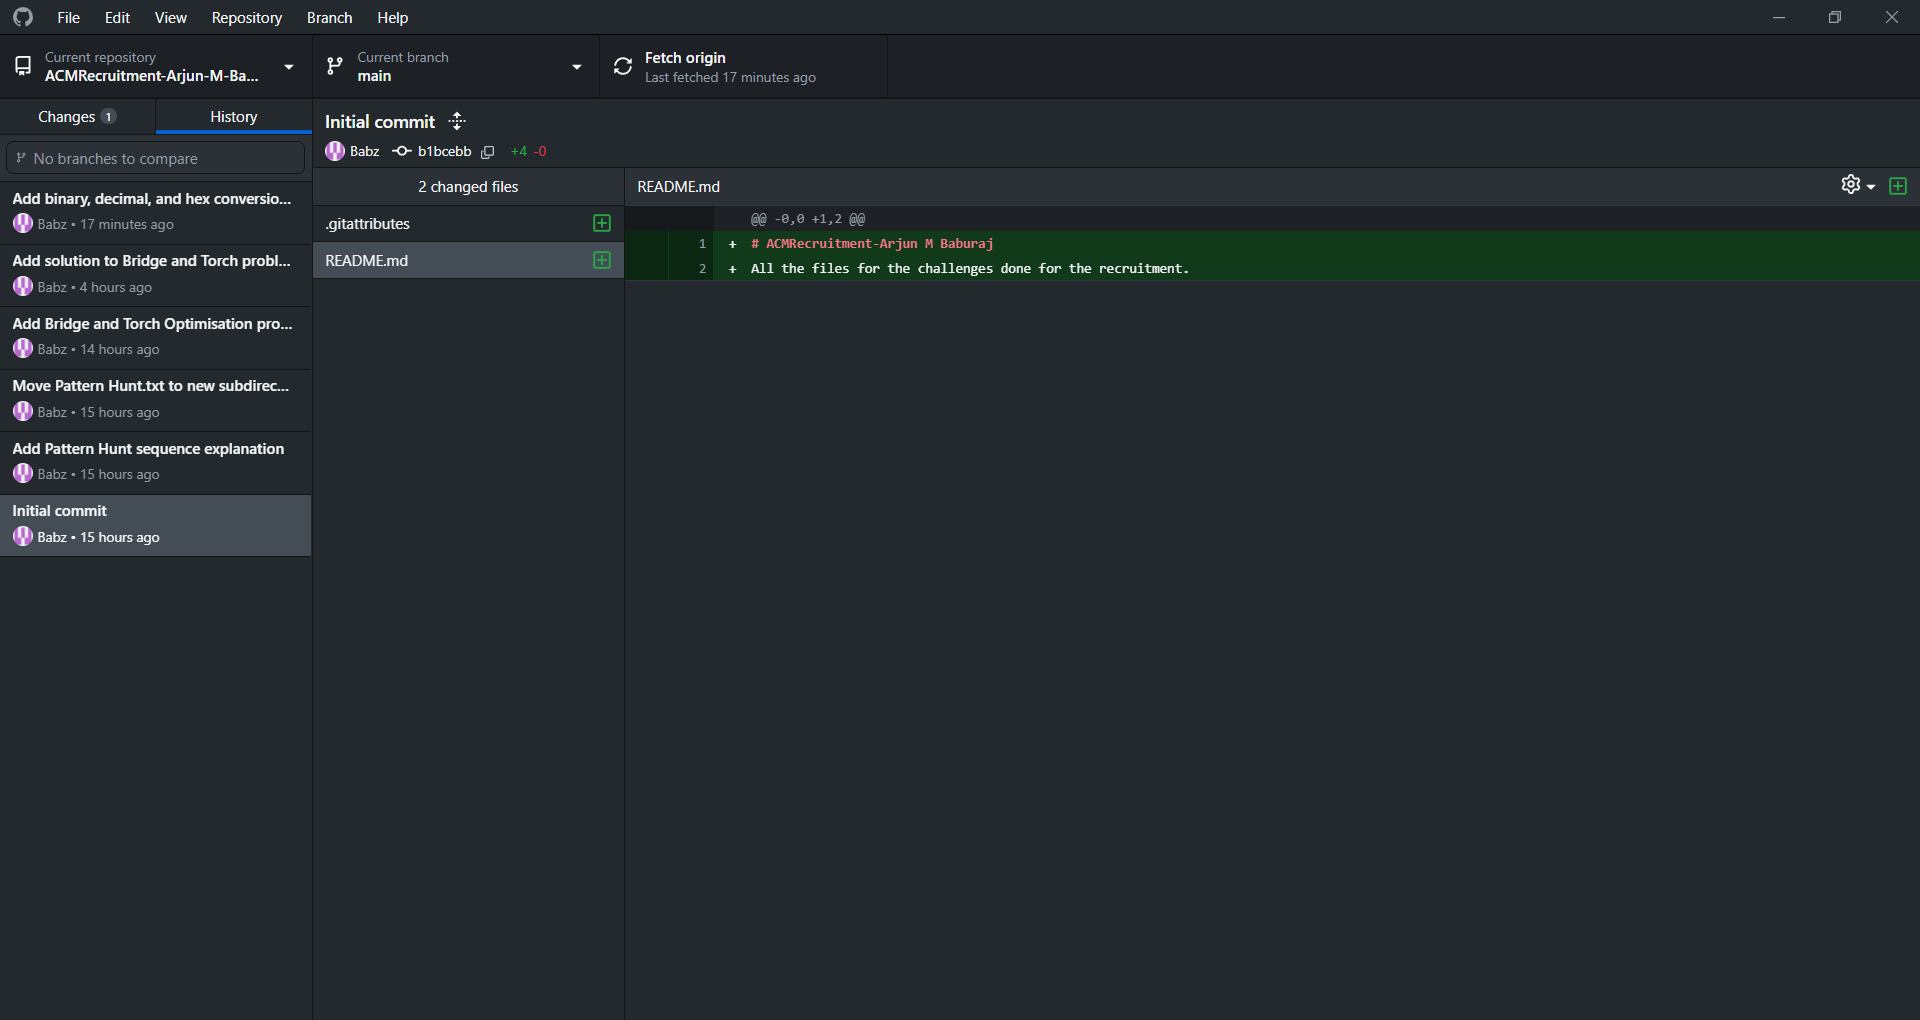 File Edit View Repository Branch Help
Current repository
ACMRecruitment-Arjun-M-Ba...
Current branch
main
Fetch origin
Last fetched 17 minutes ago
Changes 1
History
No branches to compare
Add binary, decimal, and hex conversio...
Babz • 17 minutes ago
Add solution to Bridge and Torch probl...
Babz • 4 hours ago
Add Bridge and Torch Optimisation pro...
Babz • 14 hours ago
Move Pattern Hunt.txt to new subdirec...
Babz • 15 hours ago
Add Pattern Hunt sequence explanation
Babz • 15 hours ago
Initial commit
Babz • 15 hours ago
Initial commit
Babz b1bcebb +4 -0
2 changed files
.gitattributes
README.md
README.md
@@ -0,0 +1,2 @@
1 + # ACMRecruitment-Arjun M Baburaj
2 + All the files for the challenges done for the recruitment.